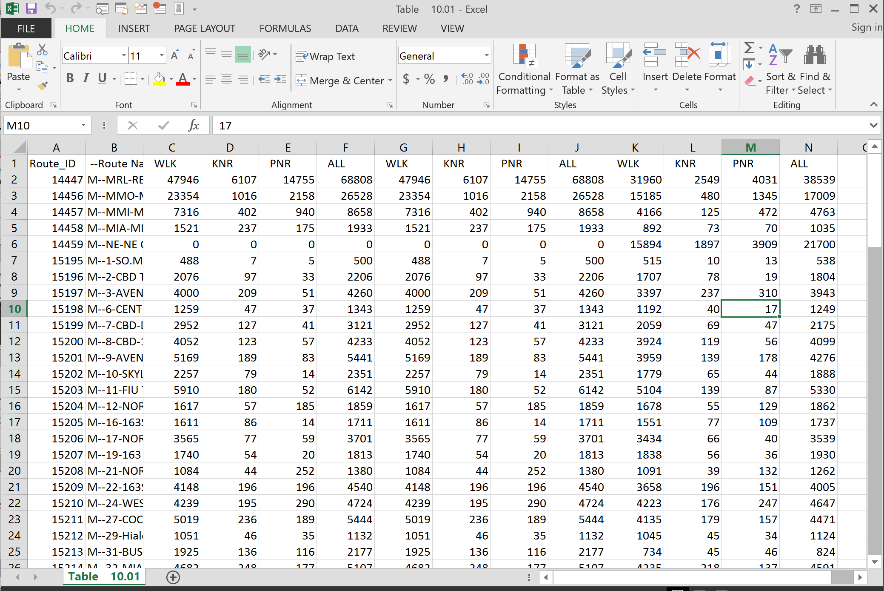 Table 10.01 - Excel
Sign in
FILE HOME INSERT PAGE LAYOUT FORMULAS DATA REVIEW VIEW
Calibri 11 General
Wrap Text
Merge & Center
Paste
Conditional Formatting Format as Table Cell Styles
Insert Delete Format
Sort & Filter Find & Select
Clipboard Font Alignment Number Styles Cells Editing
M10 fx 17
A B C D E F G H I J K L M N
1 Route_ID --Route Na WLK KNR PNR ALL WLK KNR PNR ALL WLK KNR PNR ALL
2 14447 M--MRL-RE 47946 6107 14755 68808 47946 6107 14755 68808 31960 2549 4031 38539
3 14456 M--MMO-M 23354 1016 2158 26528 23354 1016 2158 26528 15185 480 1345 17009
4 14457 M--MMI-M 7316 402 940 8658 7316 402 940 8658 4166 125 472 4763
5 14458 M--MIA-MI 1521 237 175 1933 1521 237 175 1933 892 73 70 1035
6 14459 M--NE-NE ( 0 0 0 0 0 0 0 0 15894 1897 3909 21700
7 15195 M--1-SO.M 488 7 5 500 488 7 5 500 515 10 13 538
8 15196 M--2-CBD T 2076 97 33 2206 2076 97 33 2206 1707 78 19 1804
9 15197 M--3-AVEN 4000 209 51 4260 4000 209 51 4260 3397 237 310 3943
10 15198 M--6-CENT 1259 47 37 1343 1259 47 37 1343 1192 40 17 1249
11 15199 M--7-CBD-I 2952 127 41 3121 2952 127 41 3121 2059 69 47 2175
12 15200 M--8-CBD-1 4052 123 57 4233 4052 123 57 4233 3924 119 56 4099
13 15201 M--9-AVEN 5169 189 83 5441 5169 189 83 5441 3959 139 178 4276
14 15202 M--10-SKYL 2257 79 14 2351 2257 79 14 2351 1779 65 44 1888
15 15203 M--11-FIU 5910 180 52 6142 5910 180 52 6142 5104 139 87 5330
16 15204 M--12-NOR 1617 57 185 1859 1617 57 185 1859 1678 55 129 1862
17 15205 M--16-163S 1611 86 14 1711 1611 86 14 1711 1551 77 109 1737
18 15206 M--17-NOR 3565 77 59 3701 3565 77 59 3701 3434 66 40 3539
19 15207 M--19-163 1740 54 20 1813 1740 54 20 1813 1838 56 36 1930
20 15208 M--21-NOR 1084 44 252 1380 1084 44 252 1380 1091 39 132 1262
21 15209 M--22-163S 4148 196 196 4540 4148 196 196 4540 3658 196 151 4005
22 15210 M--24-WES 4239 195 290 4724 4239 195 290 4724 4223 176 247 4647
23 15211 M--27-COC 5019 236 189 5444 5019 236 189 5444 4135 179 157 4471
24 15212 M--29-Hial 1051 46 35 1132 1051 46 35 1132 1045 45 34 1124
25 15213 M--31-BUS 1925 136 116 2177 1925 136 116 2177 734 45 46 824
26 15214 M--32-MIA 4682 248 177 5107 4682 248 177 5107 4235 218 137 4591
Table 10.01